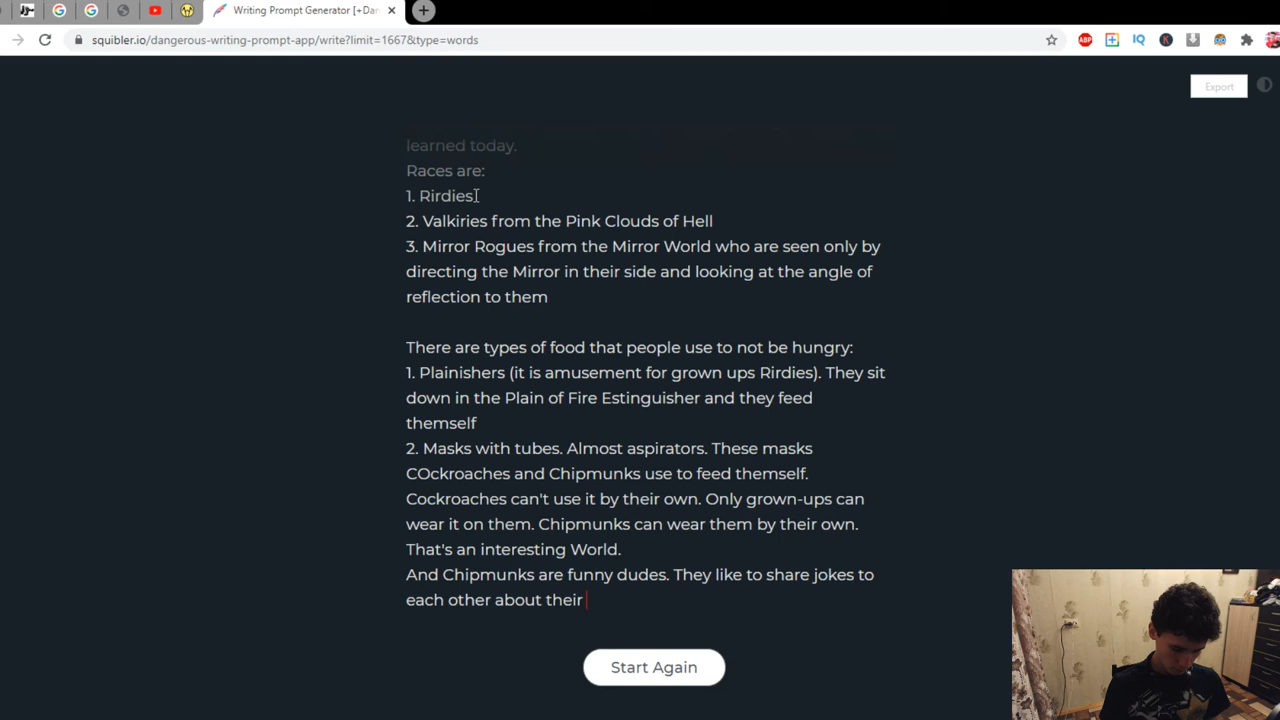 Writing Prompt Generator [+Dan
squibler.io/dangerous-writing-prompt-app/write?limit=1667&type=words
ABP
IQ
K
Export
learned today.
Races are:
1. Rirdies
2. Valkiries from the Pink Clouds of Hell
3. Mirror Rogues from the Mirror World who are seen only by
directing the Mirror in their side and looking at the angle of
reflection to them
There are types of food that people use to not be hungry:
1. Plainishers (it is amusement for grown ups Rirdies). They sit
down in the Plain of Fire Estinguisher and they feed
themself
2. Masks with tubes. Almost aspirators. These masks
COckroaches and Chipmunks use to feed themself.
Cockroaches can't use it by their own. Only grown-ups can
wear it on them. Chipmunks can wear them by their own.
That's an interesting World.
And Chipmunks are funny dudes. They like to share jokes to
each other about their
Start Again